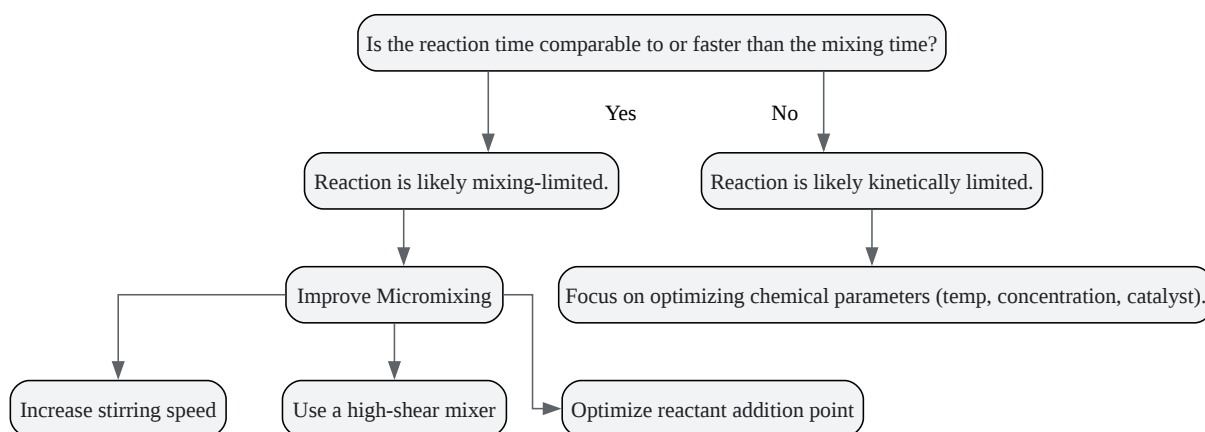 Is the reaction time comparable to or faster than the mixing time?
Yes
No
Reaction is likely mixing-limited.
Reaction is likely kinetically limited.
Improve Micromixing
Focus on optimizing chemical parameters (temp, concentration, catalyst).
Increase stirring speed
Use a high-shear mixer
Optimize reactant addition point